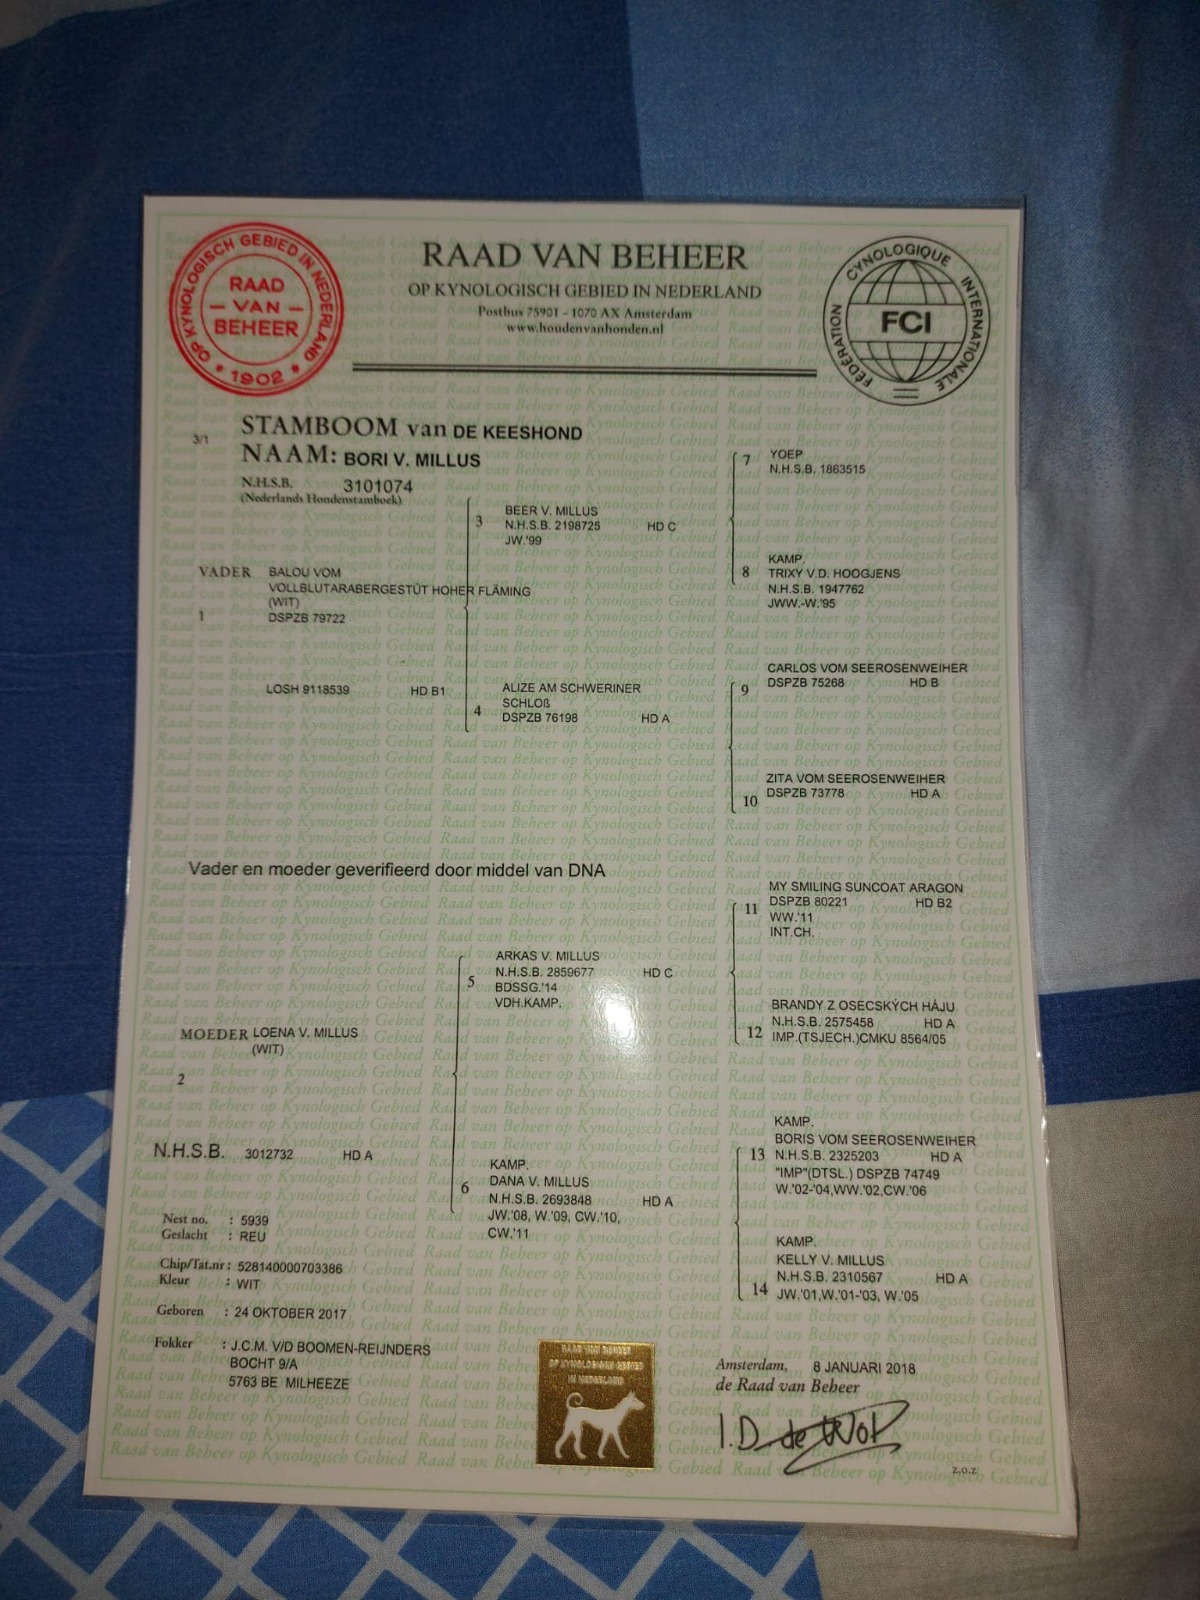 OP KYNOLOGISCH GEBIED IN NEDERLAND
RAAD
VAN
BEHEER
1902
RAAD VAN BEHEER
OP KYNOLOGISCH GEBIED IN NEDERLAND
Postbus 75901 - 1070 AX Amsterdam
www.houdenvanhonden.nl
FÉDÉRATION CYNOLOGIQUE INTERNATIONALE
FCI
3/1
STAMBOOM van DE KEESHOND
NAAM: BORI V. MILLUS
N.H.S.B. 3101074
(Nederlands Hondenstamboek)
VADER BALOU VOM
VOLLBLUTARABERGESTÜT HOHER FLÄMING
(WIT)
1 DSPZB 79722
LOSH 9118539 HD B1
3 BEER V. MILLUS
N.H.S.B. 2198725 HD C
JW.'99
4 ALIZE AM SCHWERINER
SCHLOß
DSPZB 76198 HD A
7 YOEP
N.H.S.B. 1863515
KAMP.
8 TRIXY V.D. HOOGJENS
N.H.S.B. 1947762
JWW.-W.'95
CARLOS VOM SEEROSENWEIHER
9 DSPZB 75268 HD B
ZITA VOM SEEROSENWEIHER
10 DSPZB 73778 HD A
Vader en moeder geverifieerd door middel van DNA
MOEDER LOENA V. MILLUS
(WIT)
2
N.H.S.B. 3012732 HD A
ARKAS V. MILLUS
5 N.H.S.B. 2859677 HD C
BDSSG.'14
VDH.KAMP.
KAMP.
6 DANA V. MILLUS
N.H.S.B. 2693848 HD A
JW.'08, W.'09, CW.'10,
CW.'11
MY SMILING SUNCOAT ARAGON
11 DSPZB 80221 HD B2
WW.'11
INT.CH.
BRANDY Z OSECSKÝCH HÁJU
12 N.H.S.B. 2575458 HD A
IMP.(TSJECH.)CMKU 8564/05
KAMP.
BORIS VOM SEEROSENWEIHER
13 N.H.S.B. 2325203 HD A
"IMP"(DTSL.) DSPZB 74749
W.'02-'04,WW.'02,CW.'06
KAMP.
KELLY V. MILLUS
14 N.H.S.B. 2310567 HD A
JW.'01,W.'01-'03, W.'05
Nest no. : 5939
Geslacht : REU
Chip/Tat.nr : 528140000703386
Kleur : WIT
Geboren : 24 OKTOBER 2017
Fokker : J.C.M. V/D BOOMEN-REIJNDERS
BOCHT 9/A
5763 BE MILHEEZE
RAAD VAN BEHEER
OP KYNOLOGISCH GEBIED
IN NEDERLAND
Amsterdam, 8 JANUARI 2018
de Raad van Beheer
I.D. de Wol
z.o.z